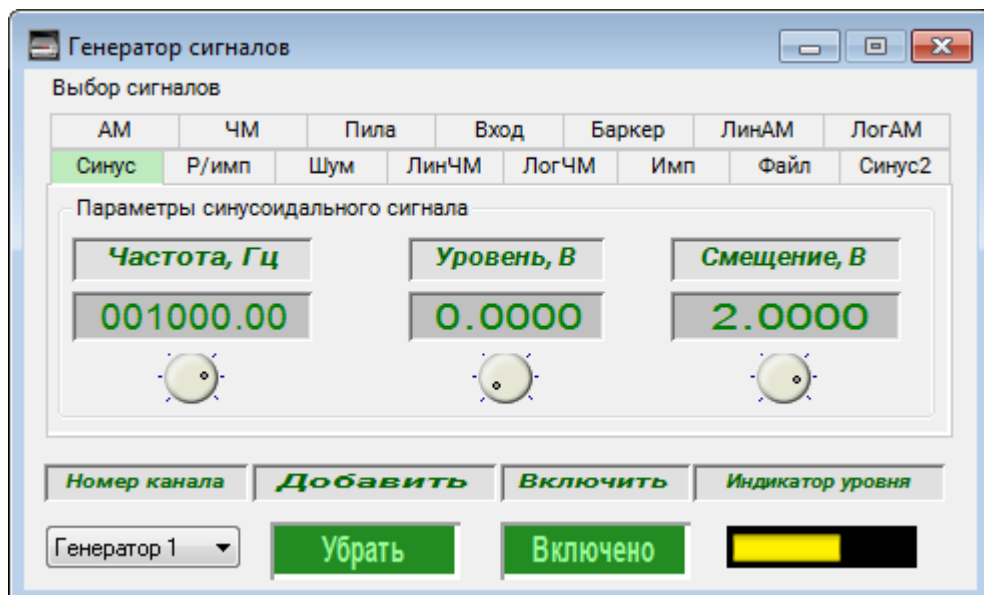 Генератор сигналов
Выбор сигналов
АМ ЧМ Пила Вход Баркер ЛинАМ ЛогАМ
Синус Р/имп Шум ЛинЧМ ЛогЧМ Имп Файл Синус2
Параметры синусоидального сигнала
Частота, Гц Уровень, В Смещение, В
001000.00 0.0000 2.0000
Номер канала Добавить Включить Индикатор уровня
Генератор 1 Убрать Включено